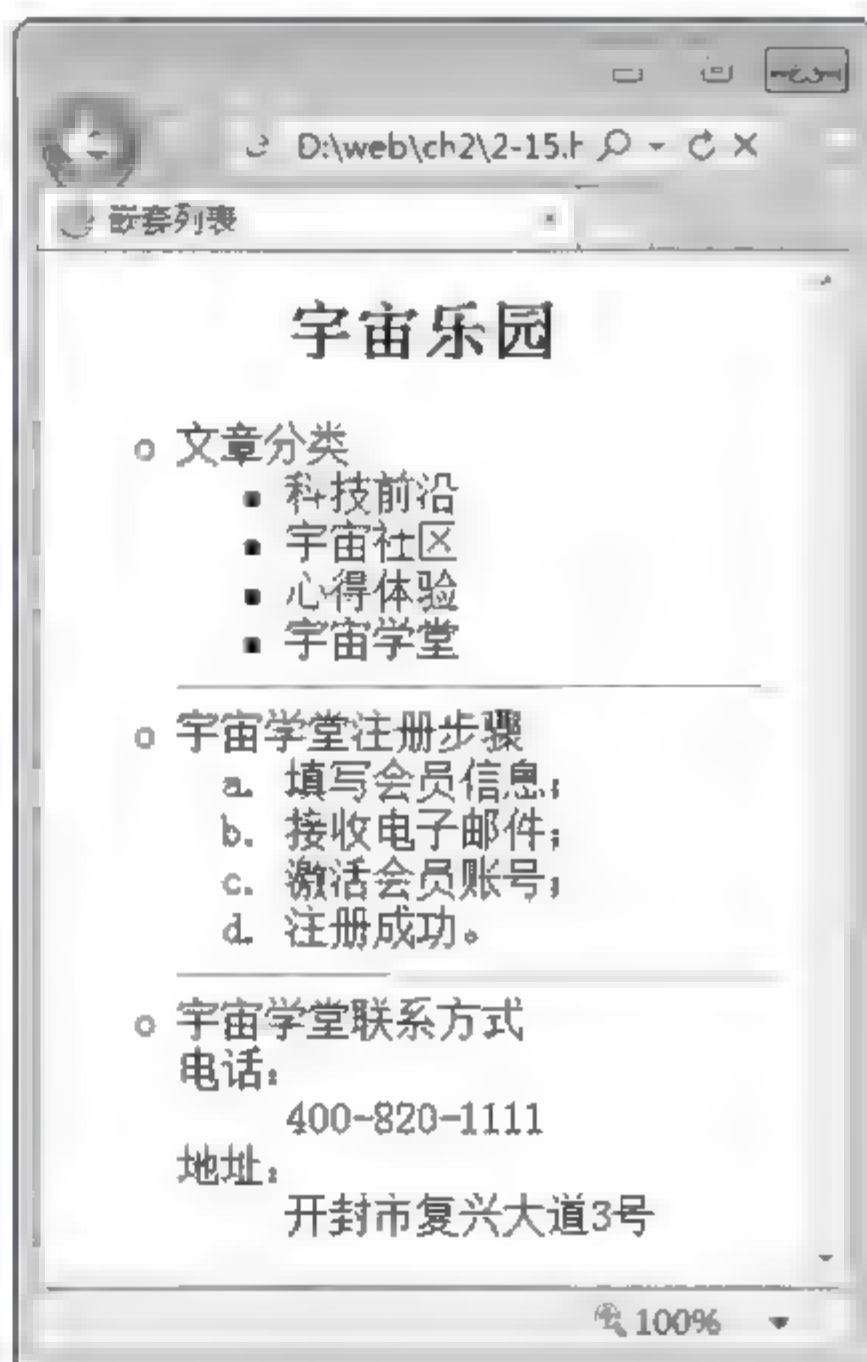 D:\web\ch2\2-15.h
嵌套列表
宇宙乐园
文章分类
科技前沿
宇宙社区
心得体验
宇宙学堂
宇宙学堂注册步骤
a. 填写会员信息;
b. 接收电子邮件;
c. 激活会员账号;
d. 注册成功。
宇宙学堂联系方式
电话:
400-820-1111
地址:
开封市复兴大道3号
100%